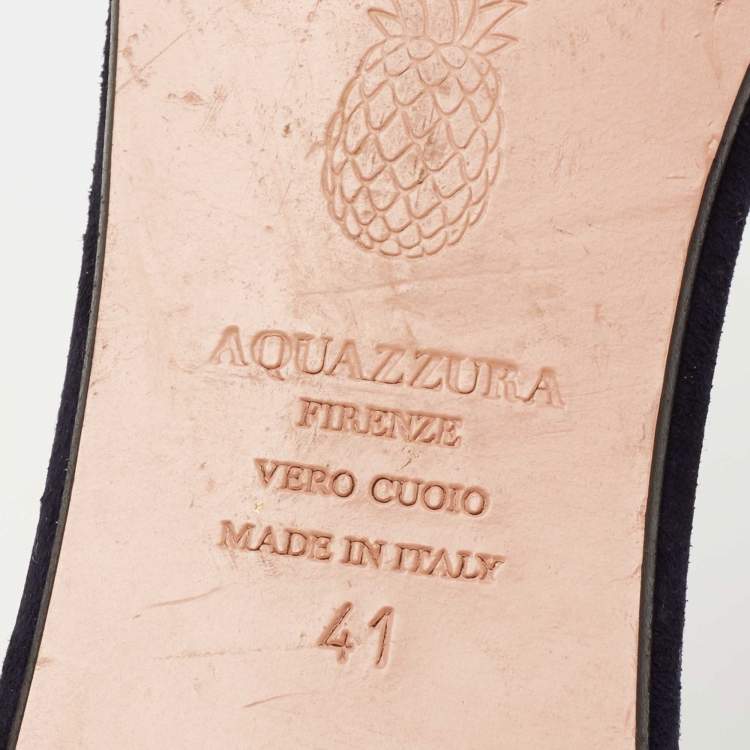 AQUAZZURA
FIRENZE
VERO CUOIO
MADE IN ITALY
41